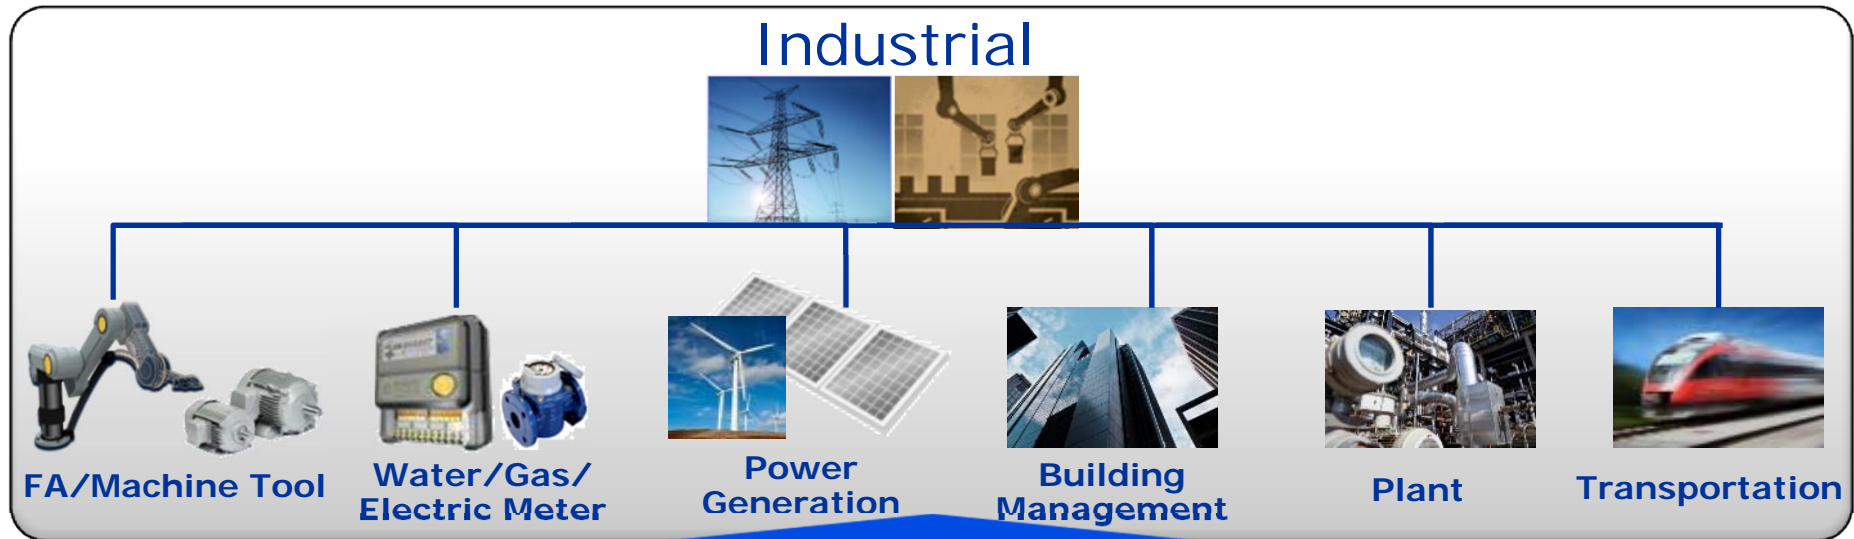 Industrial
FA/Machine Tool
Water/Gas/
Electric Meter
Power
Generation
Building
Management
Plant
Transportation